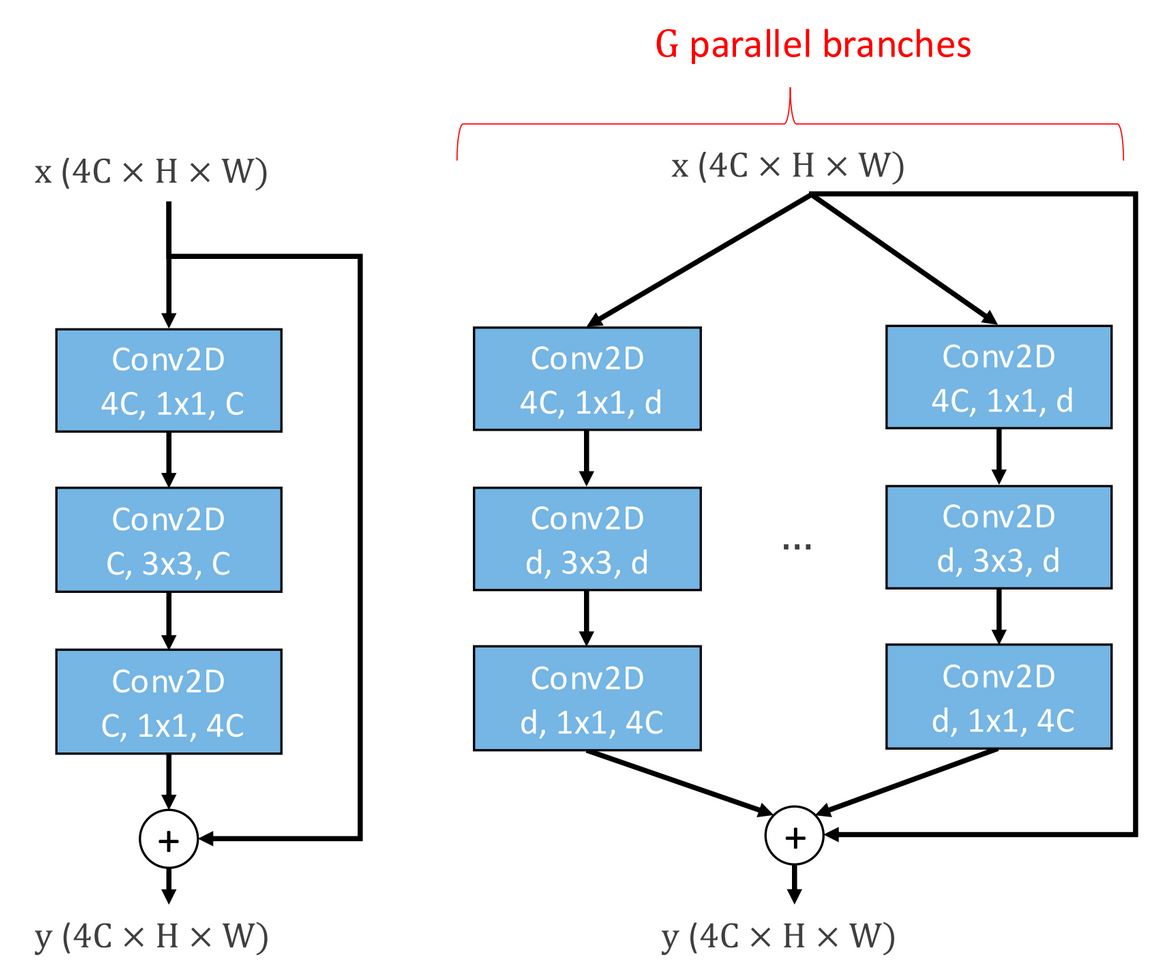 G parallel branches
x (4C × H × W)
Conv2D
4C, 1x1, C
Conv2D
C, 3x3, C
Conv2D
C, 1x1, 4C
+
y (4C × H × W)
x (4C × H × W)
Conv2D
4C, 1x1, d
Conv2D
d, 3x3, d
Conv2D
d, 1x1, 4C
...
Conv2D
4C, 1x1, d
Conv2D
d, 3x3, d
Conv2D
d, 1x1, 4C
+
y (4C × H × W)